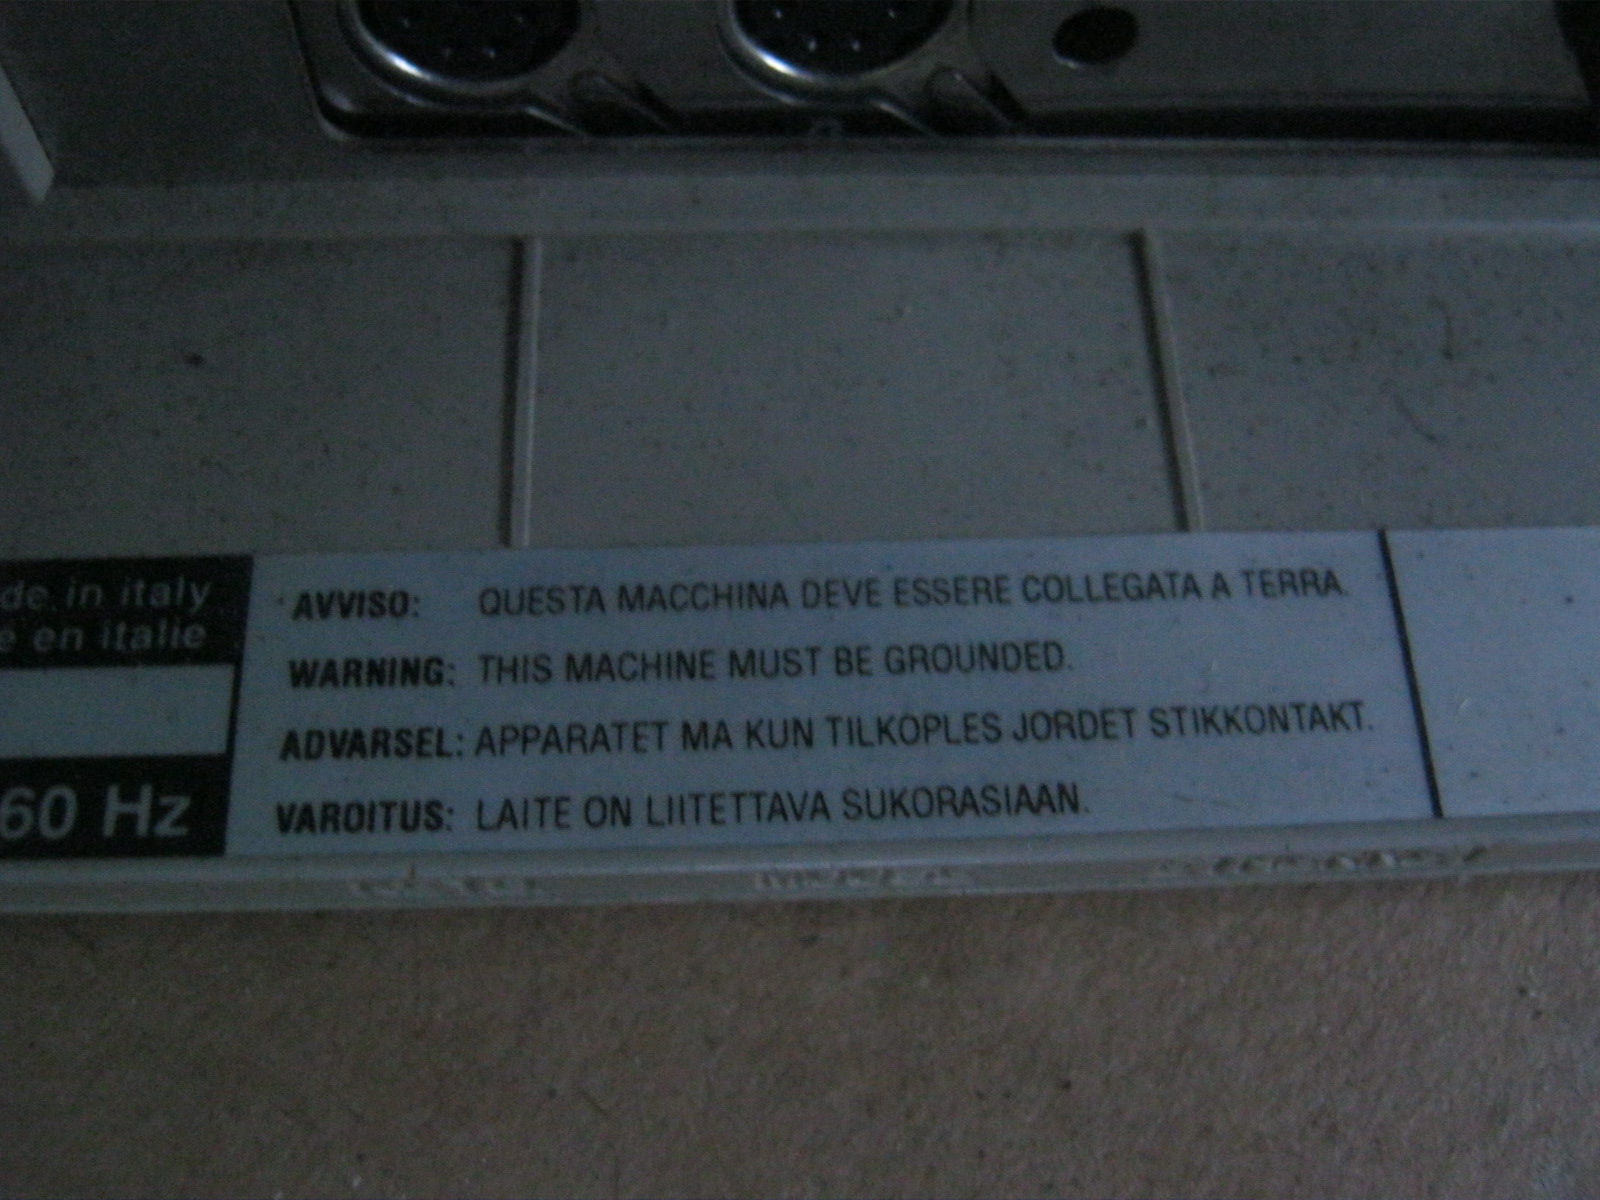 de in italy
e en italie
60 Hz
AVVISO: QUESTA MACCHINA DEVE ESSERE COLLEGATA A TERRA.
WARNING: THIS MACHINE MUST BE GROUNDED.
ADVARSEL: APPARATET MA KUN TILKOPLES JORDET STIKKONTAKT.
VAROITUS: LAITE ON LIITETTAVA SUKORASIAAN.